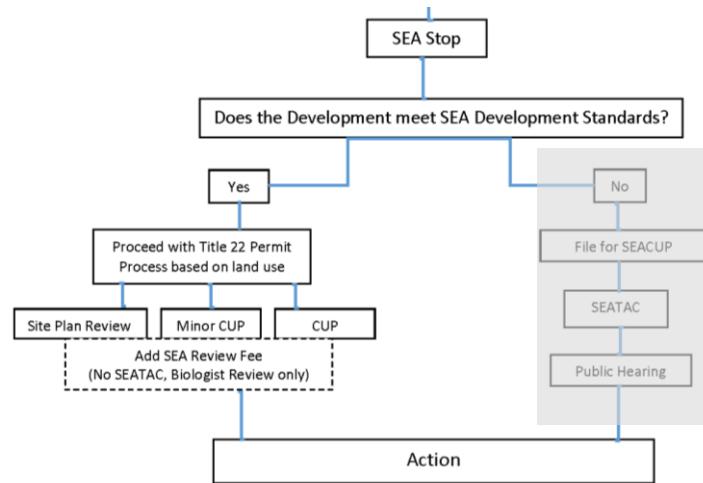 SEA Stop
Does the Development meet SEA Development Standards?
Yes
No
Proceed with Title 22 Permit
Process based on land use
File for SEACUP
Site Plan Review
Minor CUP
CUP
SEATAC
Add SEA Review Fee
(No SEATAC, Biologist Review only)
Public Hearing
Action